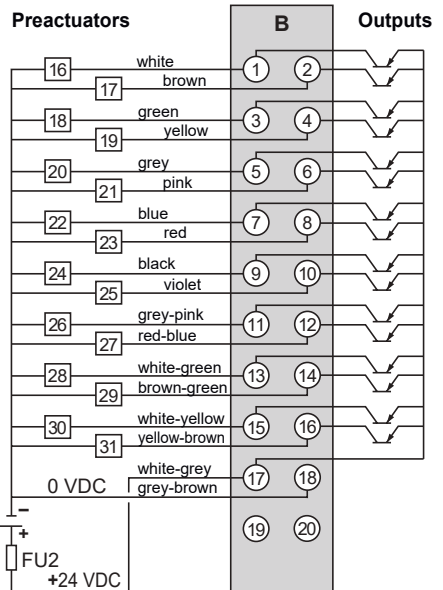 Preactuators B Outputs
16 white 1 2
17 brown
18 green 3 4
19 yellow
20 grey 5 6
21 pink
22 blue 7 8
23 red
24 black 9 10
25 violet
26 grey-pink 11 12
27 red-blue
28 white-green 13 14
29 brown-green
30 white-yellow 15 16
31 yellow-brown
white-grey 17 18
0 VDC grey-brown
−
+ 19 20
FU2
+24 VDC